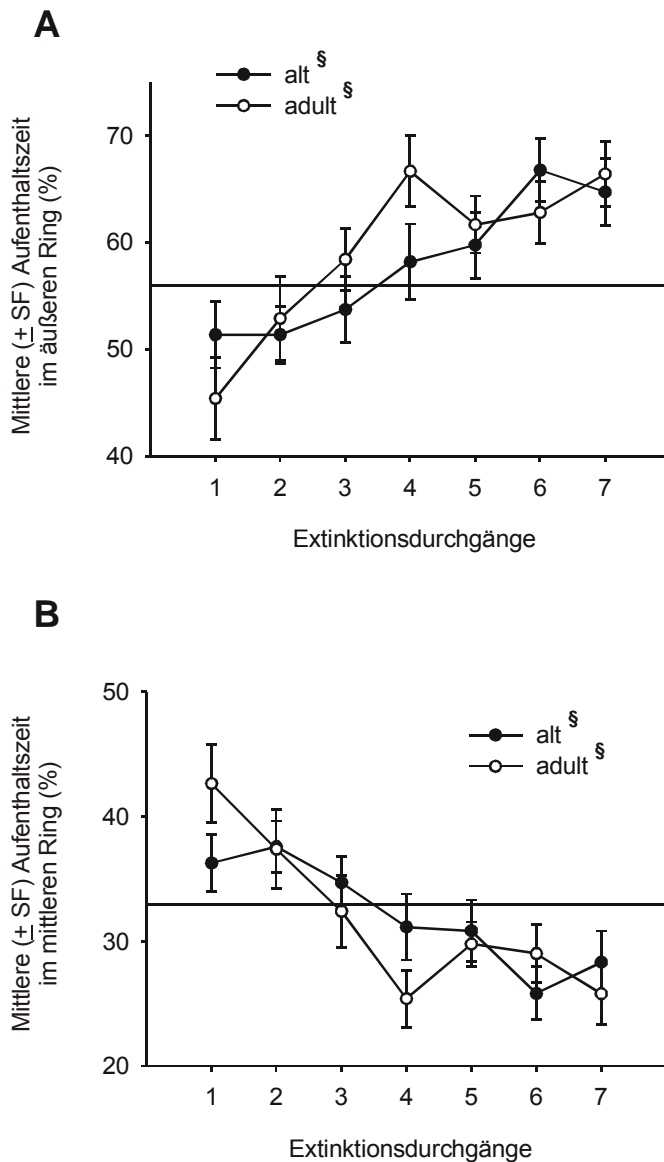 A
alt §
adult §
Mittlere (± SF) Aufenthaltszeit
im äußeren Ring (%)
70
60
50
40
1 2 3 4 5 6 7
Extinktionsdurchgänge
B
alt §
adult §
Mittlere (± SF) Aufenthaltszeit
im mittleren Ring (%)
50
40
30
20
1 2 3 4 5 6 7
Extinktionsdurchgänge